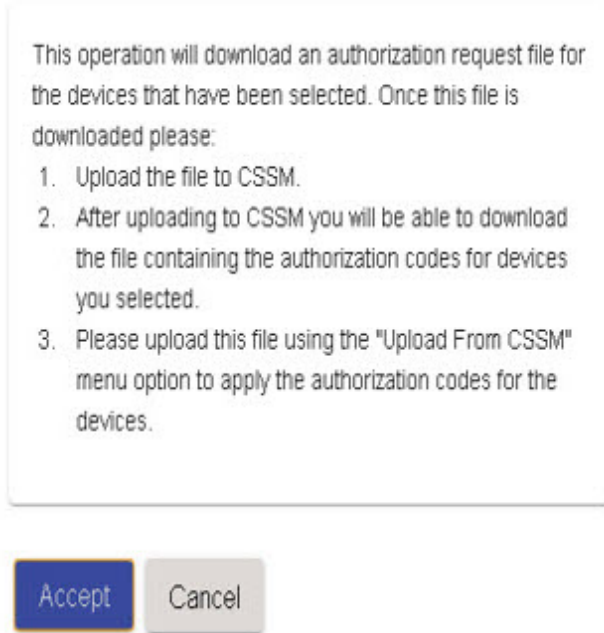 This operation will download an authorization request file for
the devices that have been selected. Once this file is
downloaded please:
1. Upload the file to CSSM.
2. After uploading to CSSM you will be able to download
the file containing the authorization codes for devices
you selected.
3. Please upload this file using the "Upload From CSSM"
menu option to apply the authorization codes for the
devices.
Accept Cancel